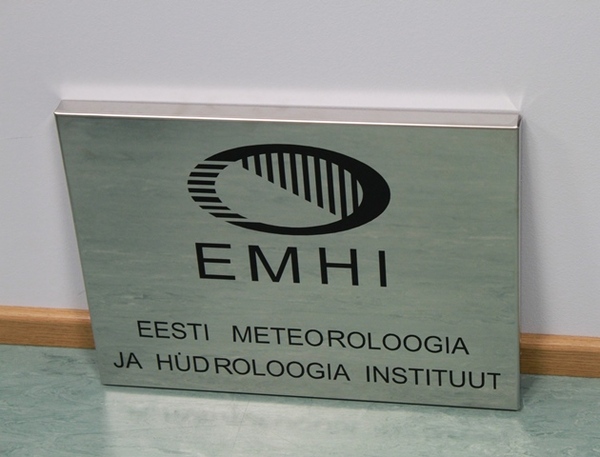 EMHI
EESTI METEOROLOOGIA
JA HÜDROLOOGIA INSTITUUT